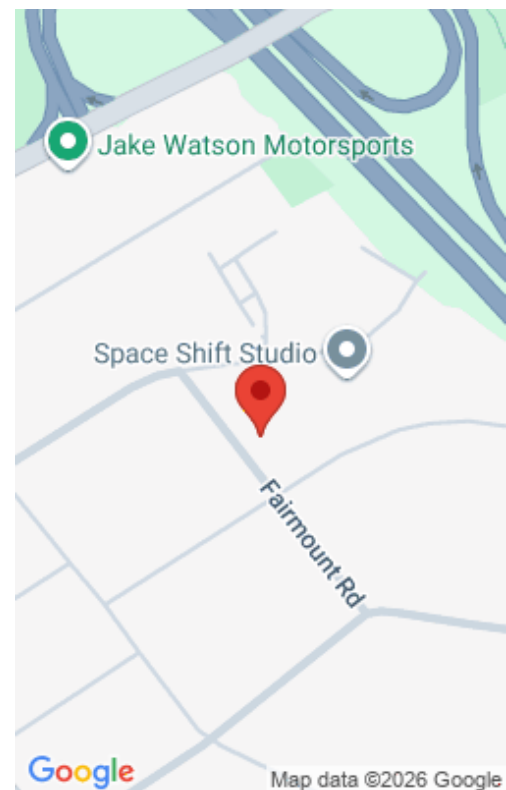 Jake Watson Motorsports
Space Shift Studio
Fairmount Rd
Google
Map data ©2026 Google